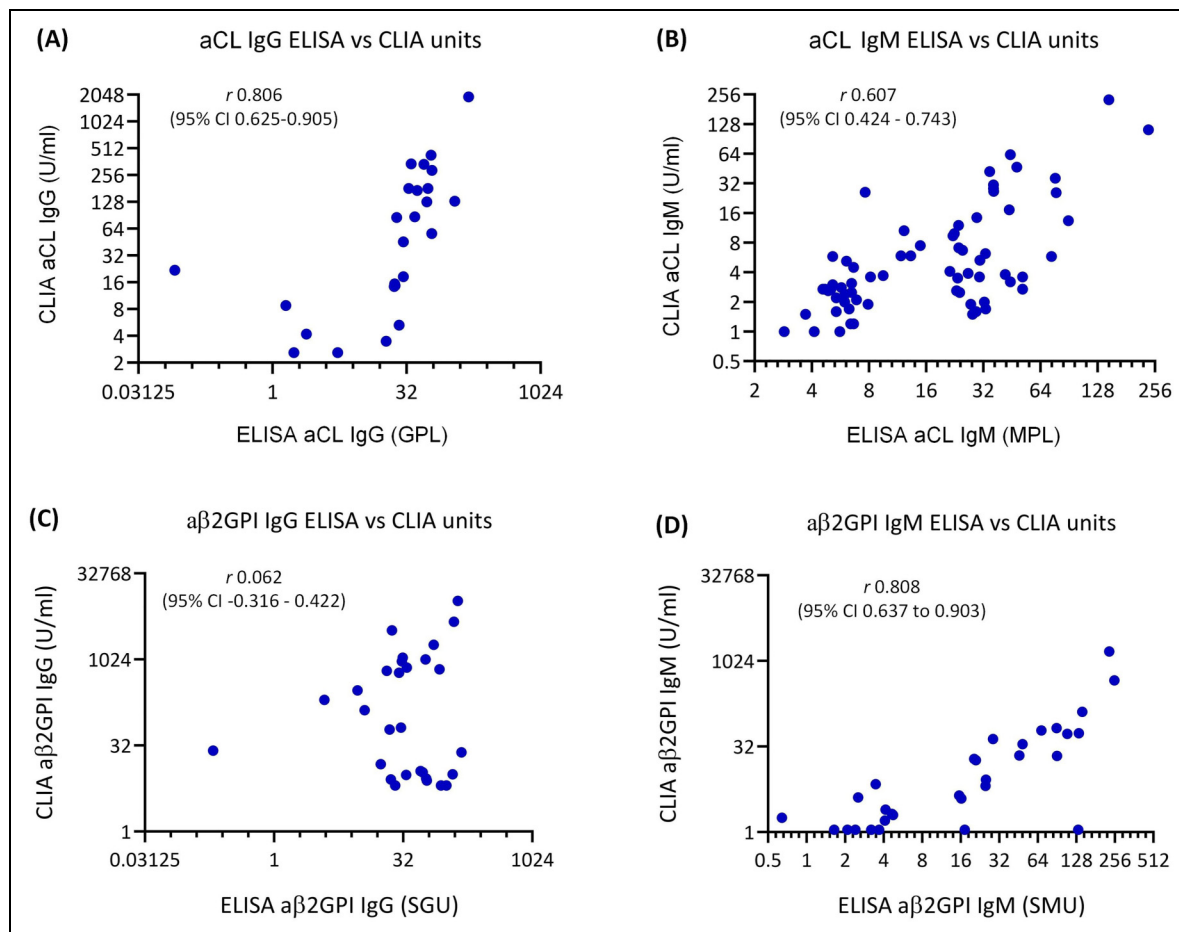 (A)
aCL IgG ELISA vs CLIA units
r 0.806
(95% CI 0.625-0.905)
CLIA aCL IgG (U/ml)
2048
1024
512
256
128
64
32
16
8
4
2
0.03125
1
32
1024
ELISA aCL IgG (GPL)
(B)
aCL IgM ELISA vs CLIA units
r 0.607
(95% CI 0.424 - 0.743)
CLIA aCL IgM (U/ml)
256
128
64
32
16
8
4
2
1
0.5
2
4
8
16
32
64
128
256
ELISA aCL IgM (MPL)
(C)
aβ2GPI IgG ELISA vs CLIA units
r 0.062
(95% CI -0.316 - 0.422)
CLIA aβ2GPI IgG (U/ml)
32768
1024
32
1
0.03125
1
32
1024
ELISA aβ2GPI IgG (SGU)
(D)
aβ2GPI IgM ELISA vs CLIA units
r 0.808
(95% CI 0.637 to 0.903)
CLIA aβ2GPI IgM (U/ml)
32768
1024
32
1
0.5
1
2
4
8
16
32
64
128
256
512
ELISA aβ2GPI IgM (SMU)